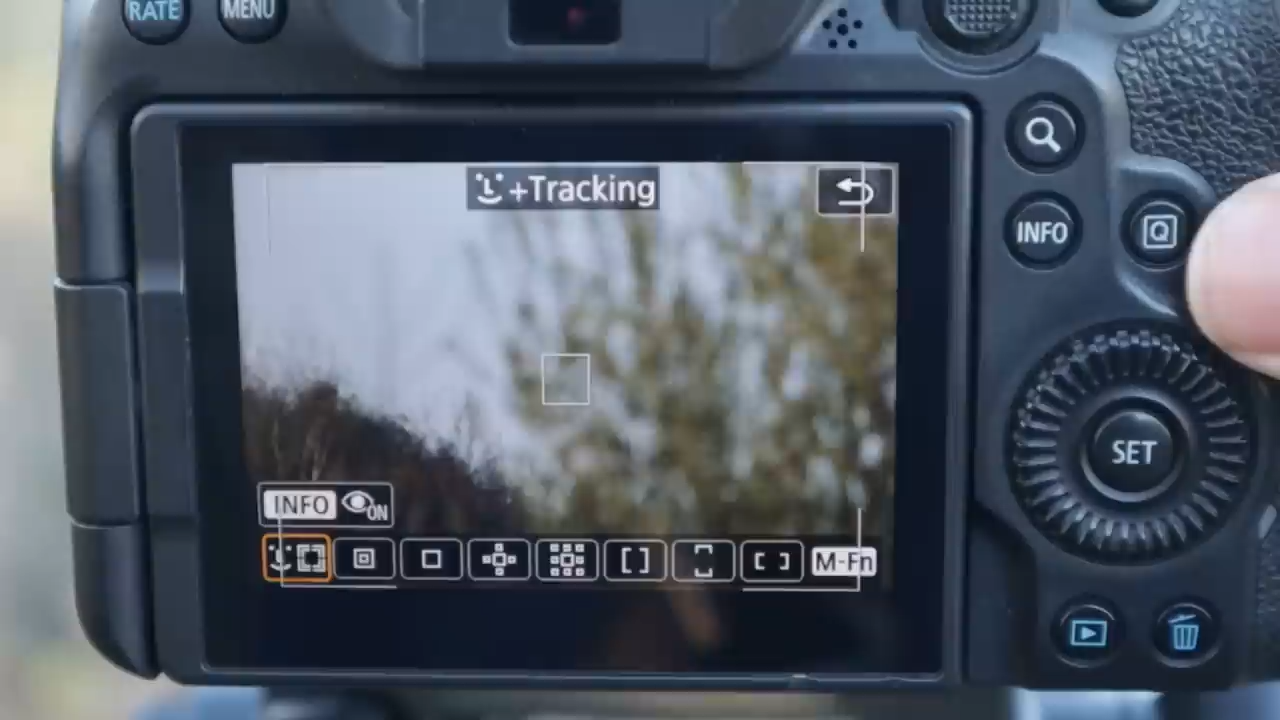 RATE
MENU
+Tracking
INFO
Q
SET
INFO ON
M-Fn